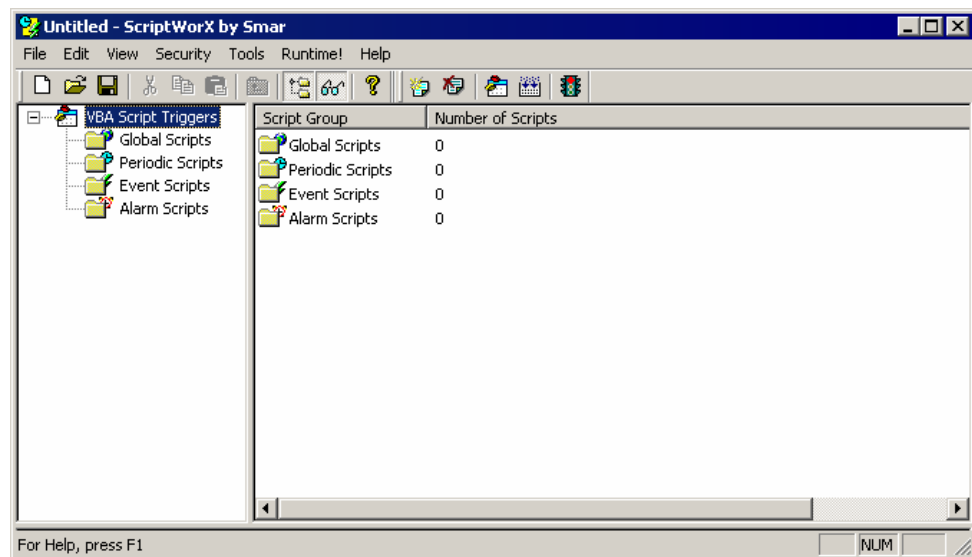 Untitled - ScriptWorX by Smar
File Edit View Security Tools Runtime! Help
VBA Script Triggers
Global Scripts
Periodic Scripts
Event Scripts
Alarm Scripts
Script Group Number of Scripts
Global Scripts 0
Periodic Scripts 0
Event Scripts 0
Alarm Scripts 0
For Help, press F1
NUM